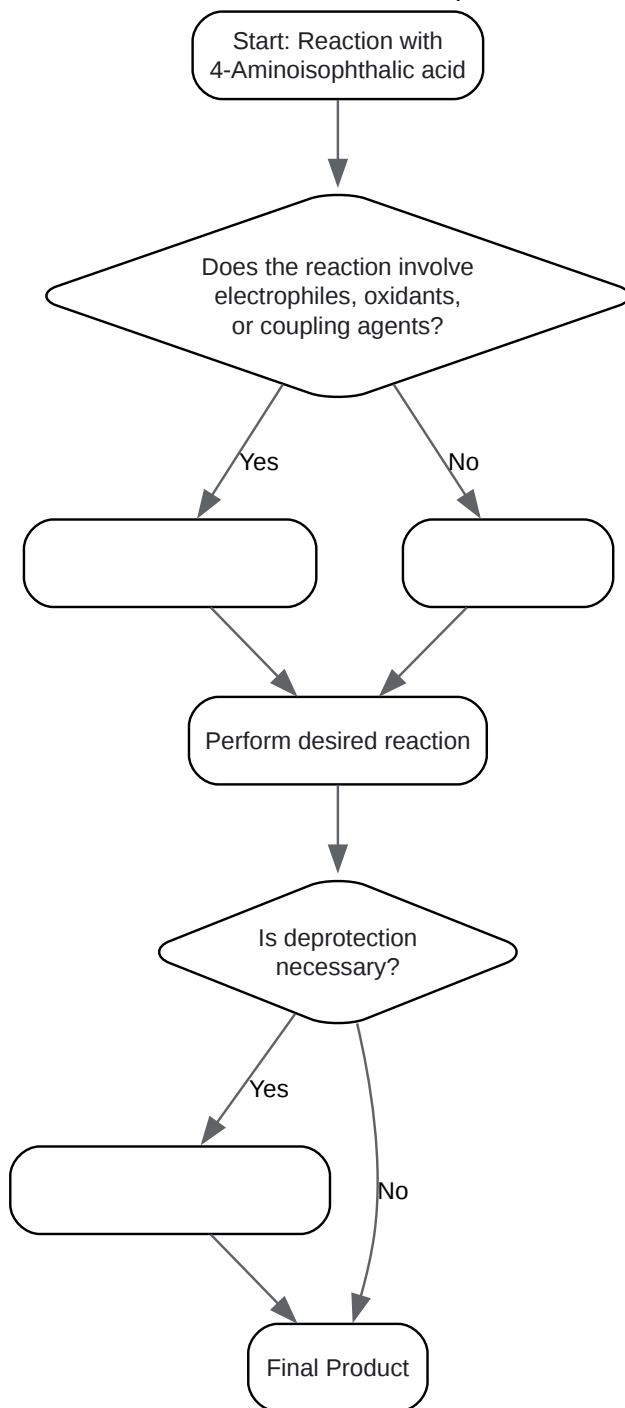 Start: Reaction with
4-Aminoisophthalic acid
Does the reaction involve
electrophiles, oxidants,
or coupling agents?
Yes
No
Perform desired reaction
Is deprotection
necessary?
Yes
No
Final Product